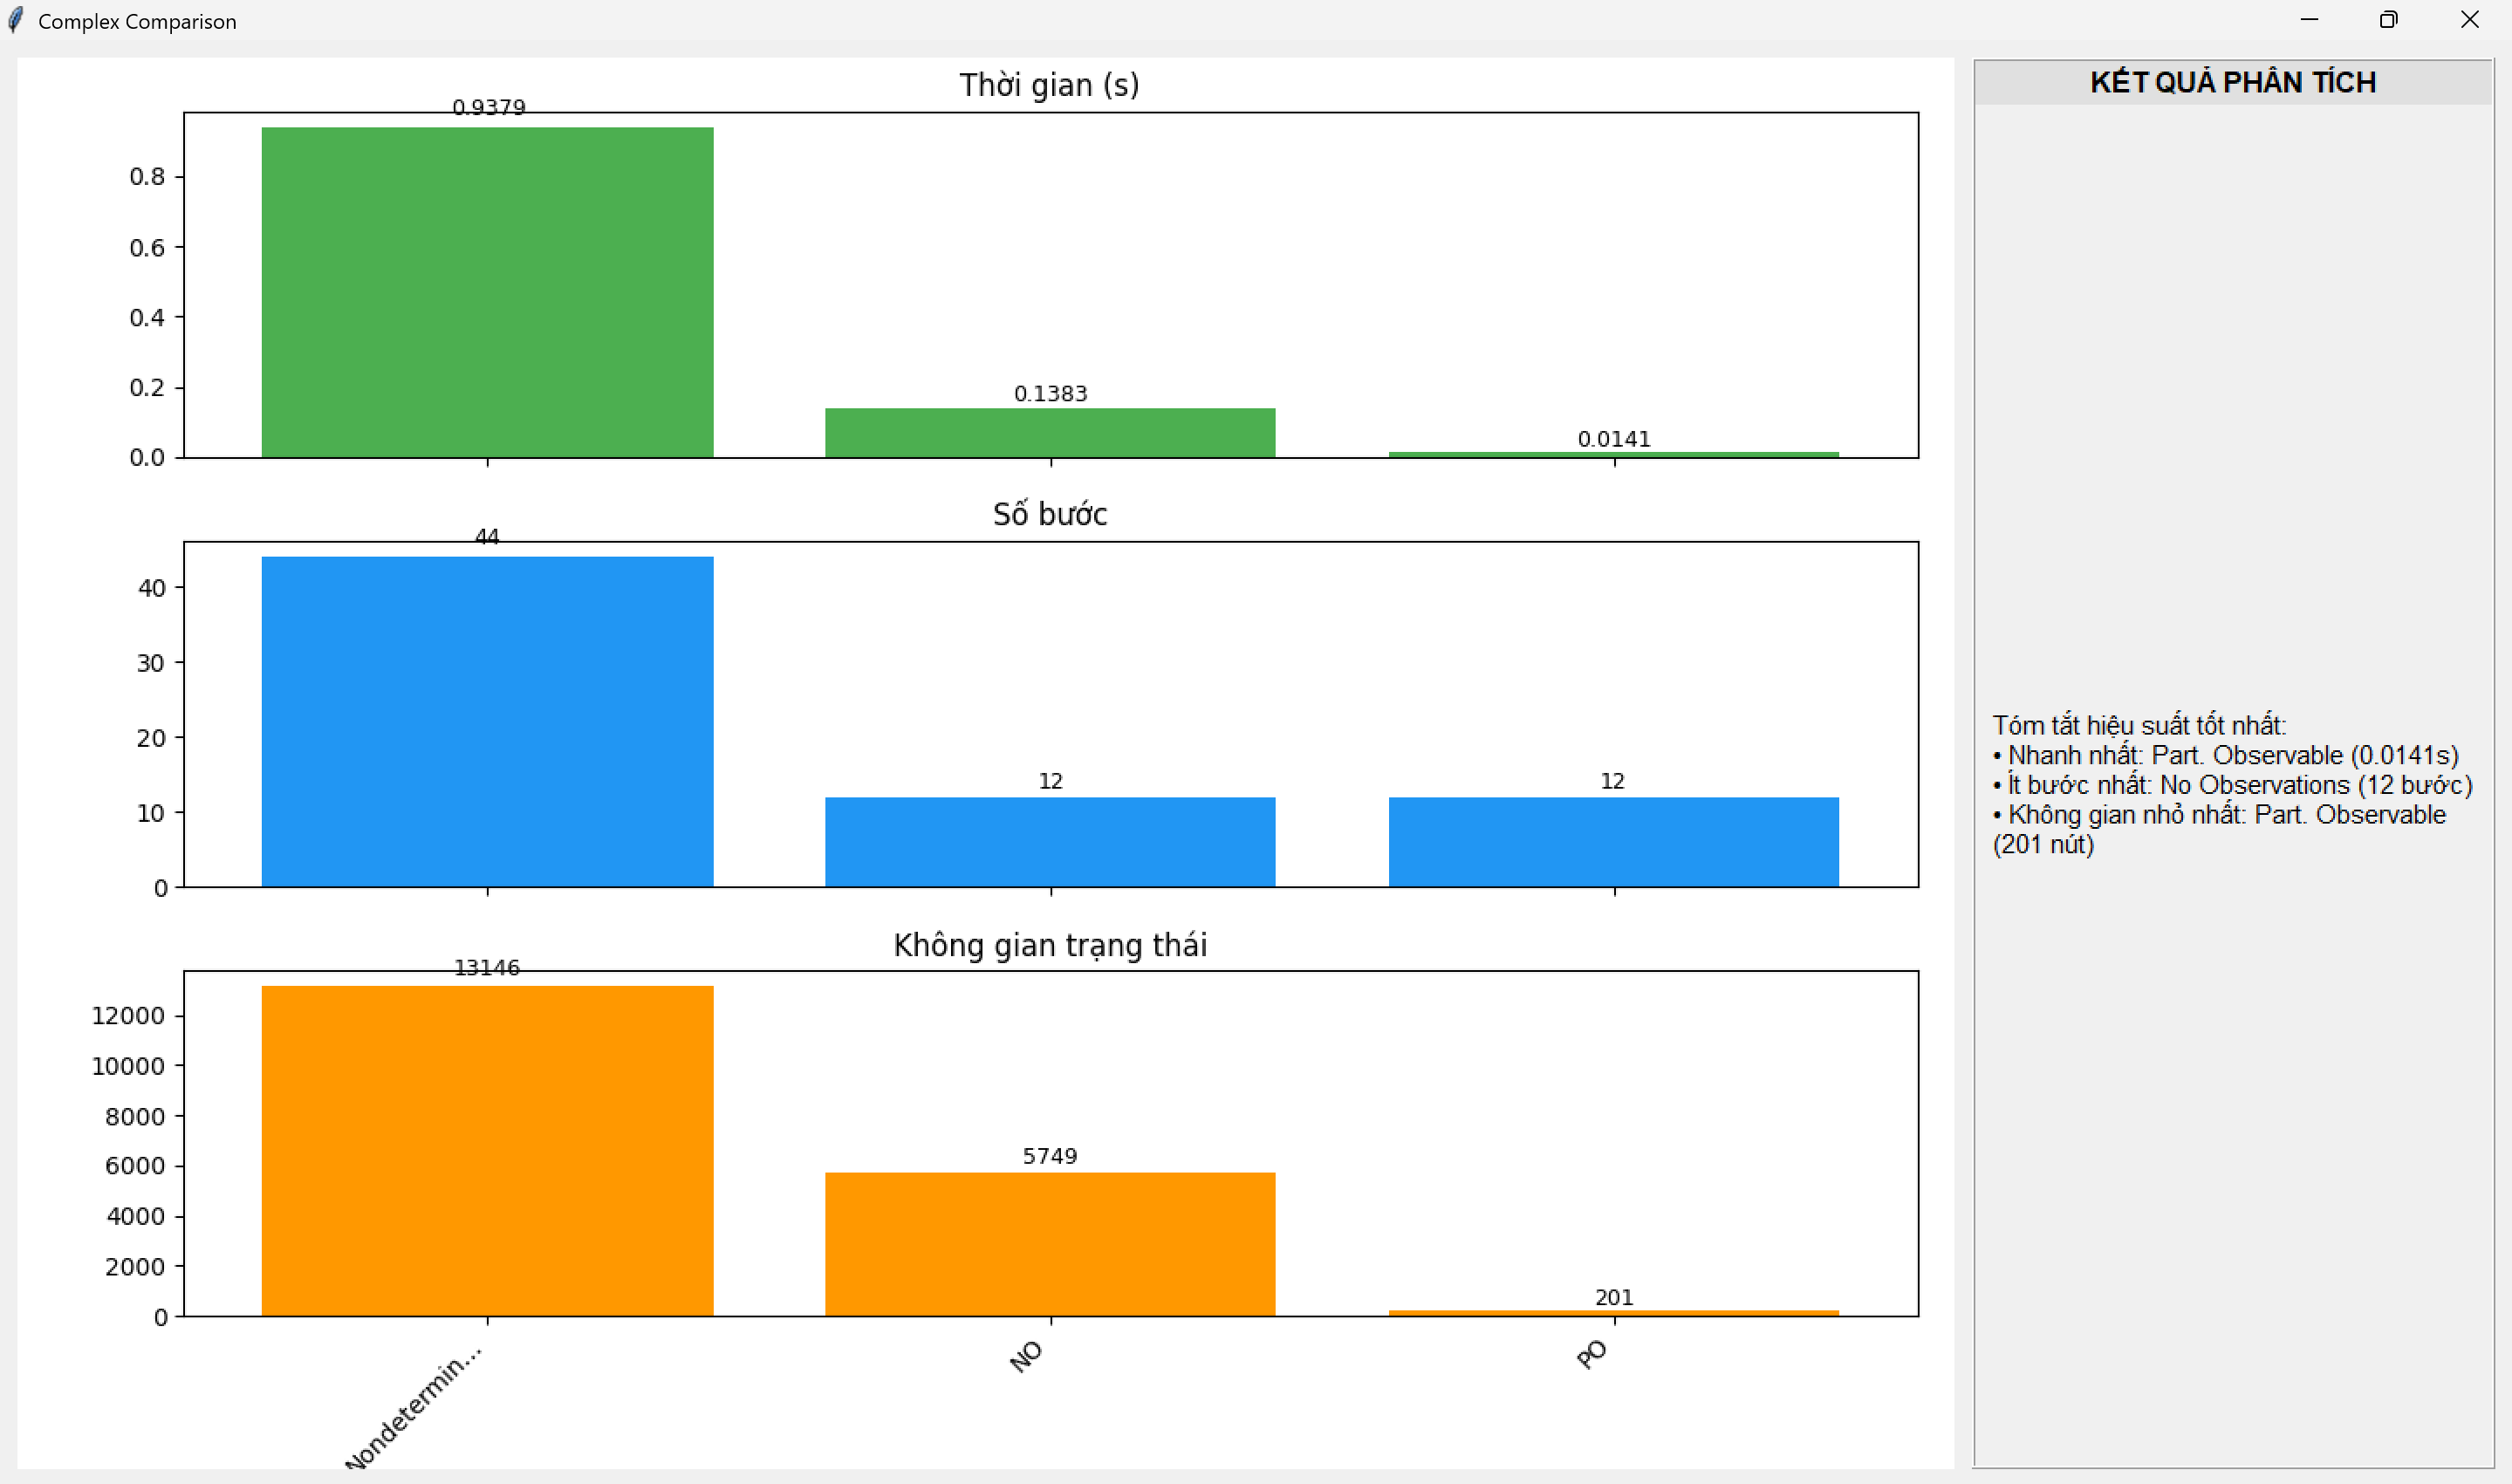 Complex Comparison
Thời gian (s)
0.9379
0.8
0.6
0.4
0.2
0.0
0.1383
0.0141
Số bước
44
40
30
20
10
0
12
12
Không gian trạng thái
13146
12000
10000
8000
6000
4000
2000
0
5749
201
Nondetermin...
NO
PO
KẾT QUẢ PHÂN TÍCH
Tóm tắt hiệu suất tốt nhất:
• Nhanh nhất: Part. Observable (0.0141s)
• Ít bước nhất: No Observations (12 bước)
• Không gian nhỏ nhất: Part. Observable
(201 nút)